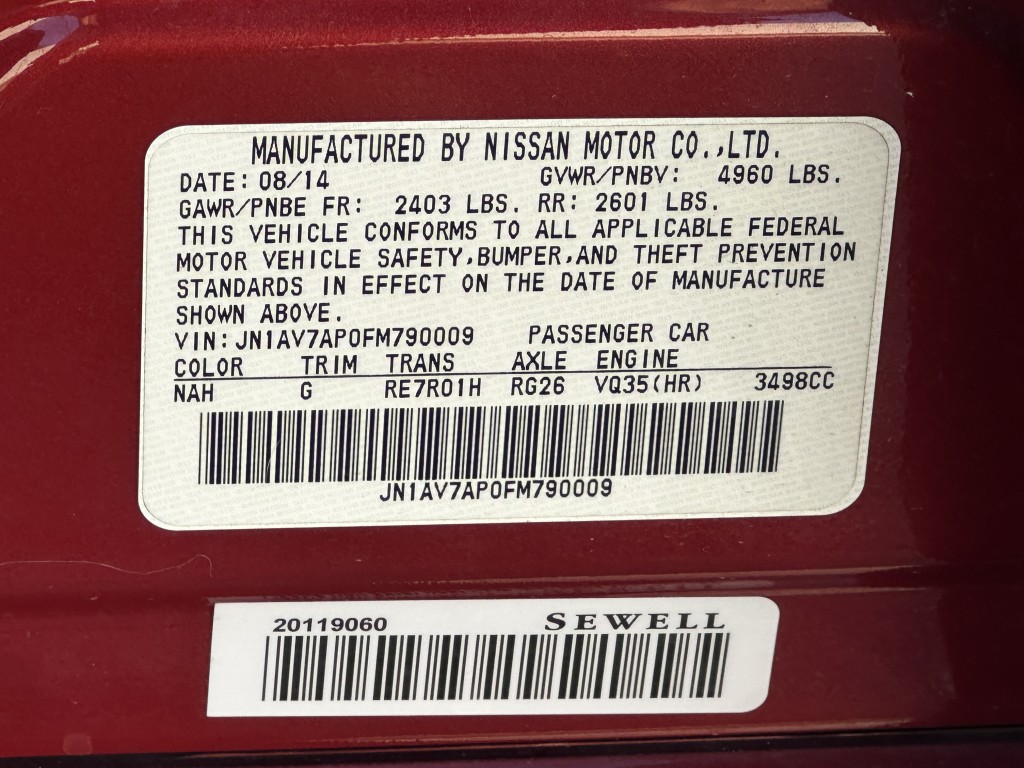 MANUFACTURED BY NISSAN MOTOR CO.,LTD.
DATE: 08/14 GVWR/PNBV: 4960 LBS.
GAWR/PNBE FR: 2403 LBS. RR: 2601 LBS.
THIS VEHICLE CONFORMS TO ALL APPLICABLE FEDERAL
MOTOR VEHICLE SAFETY,BUMPER,AND THEFT PREVENTION
STANDARDS IN EFFECT ON THE DATE OF MANUFACTURE
SHOWN ABOVE.
VIN:JN1AV7AP0FM790009 PASSENGER CAR
COLOR TRIM TRANS AXLE ENGINE
NAH G RE7R01H RG26 VQ35(HR) 3498CC
JN1AV7AP0FM790009
20119060 SEWELL